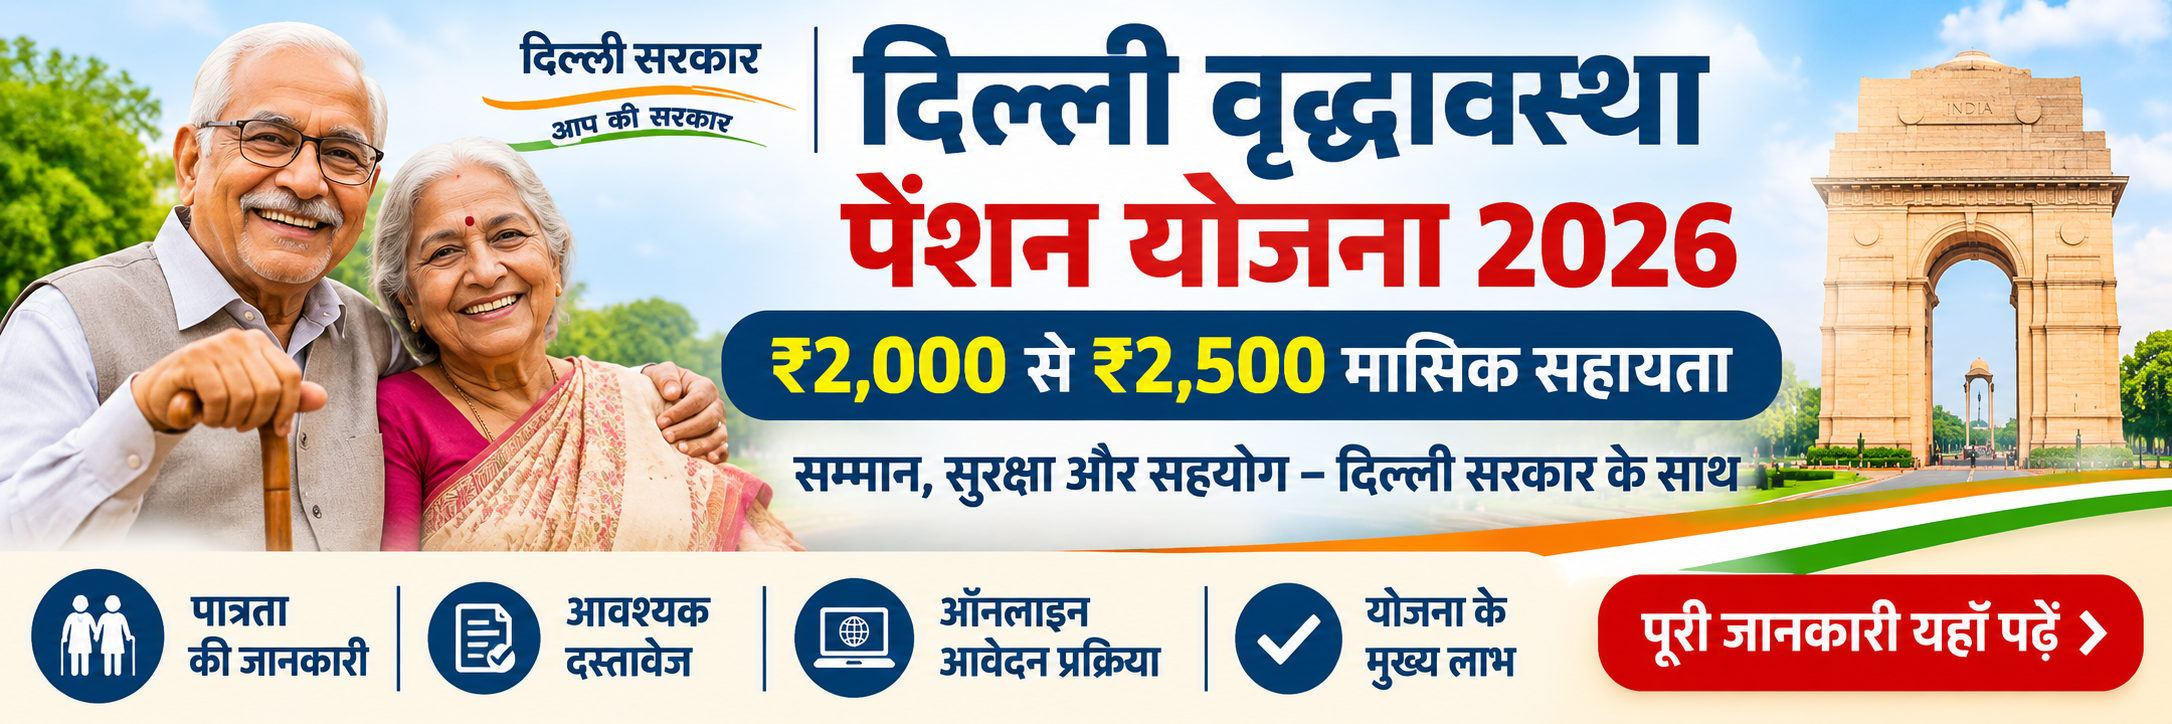 दिल्ली सरकार
आप की सरकार
दिल्ली वृद्धावस्था
पेंशन योजना 2026
₹2,000 से ₹2,500 मासिक सहायता
सम्मान, सुरक्षा और सहयोग – दिल्ली सरकार के साथ
INDIA
पात्रता
की जानकारी
आवश्यक
दस्तावेज
ऑनलाइन
आवेदन प्रक्रिया
योजना के
मुख्य लाभ
पूरी जानकारी यहॉ पढ़ें